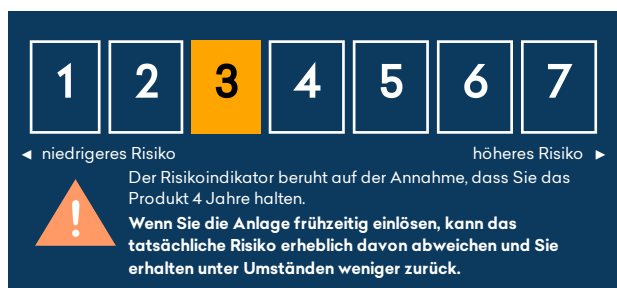 1 2 3 4 5 6 7
◄ niedrigeres Risiko höheres Risiko ►
!
Der Risikoindikator beruht auf der Annahme, dass Sie das
Produkt 4 Jahre halten.
Wenn Sie die Anlage frühzeitig einlösen, kann das
tatsächliche Risiko erheblich davon abweichen und Sie
erhalten unter Umständen weniger zurück.